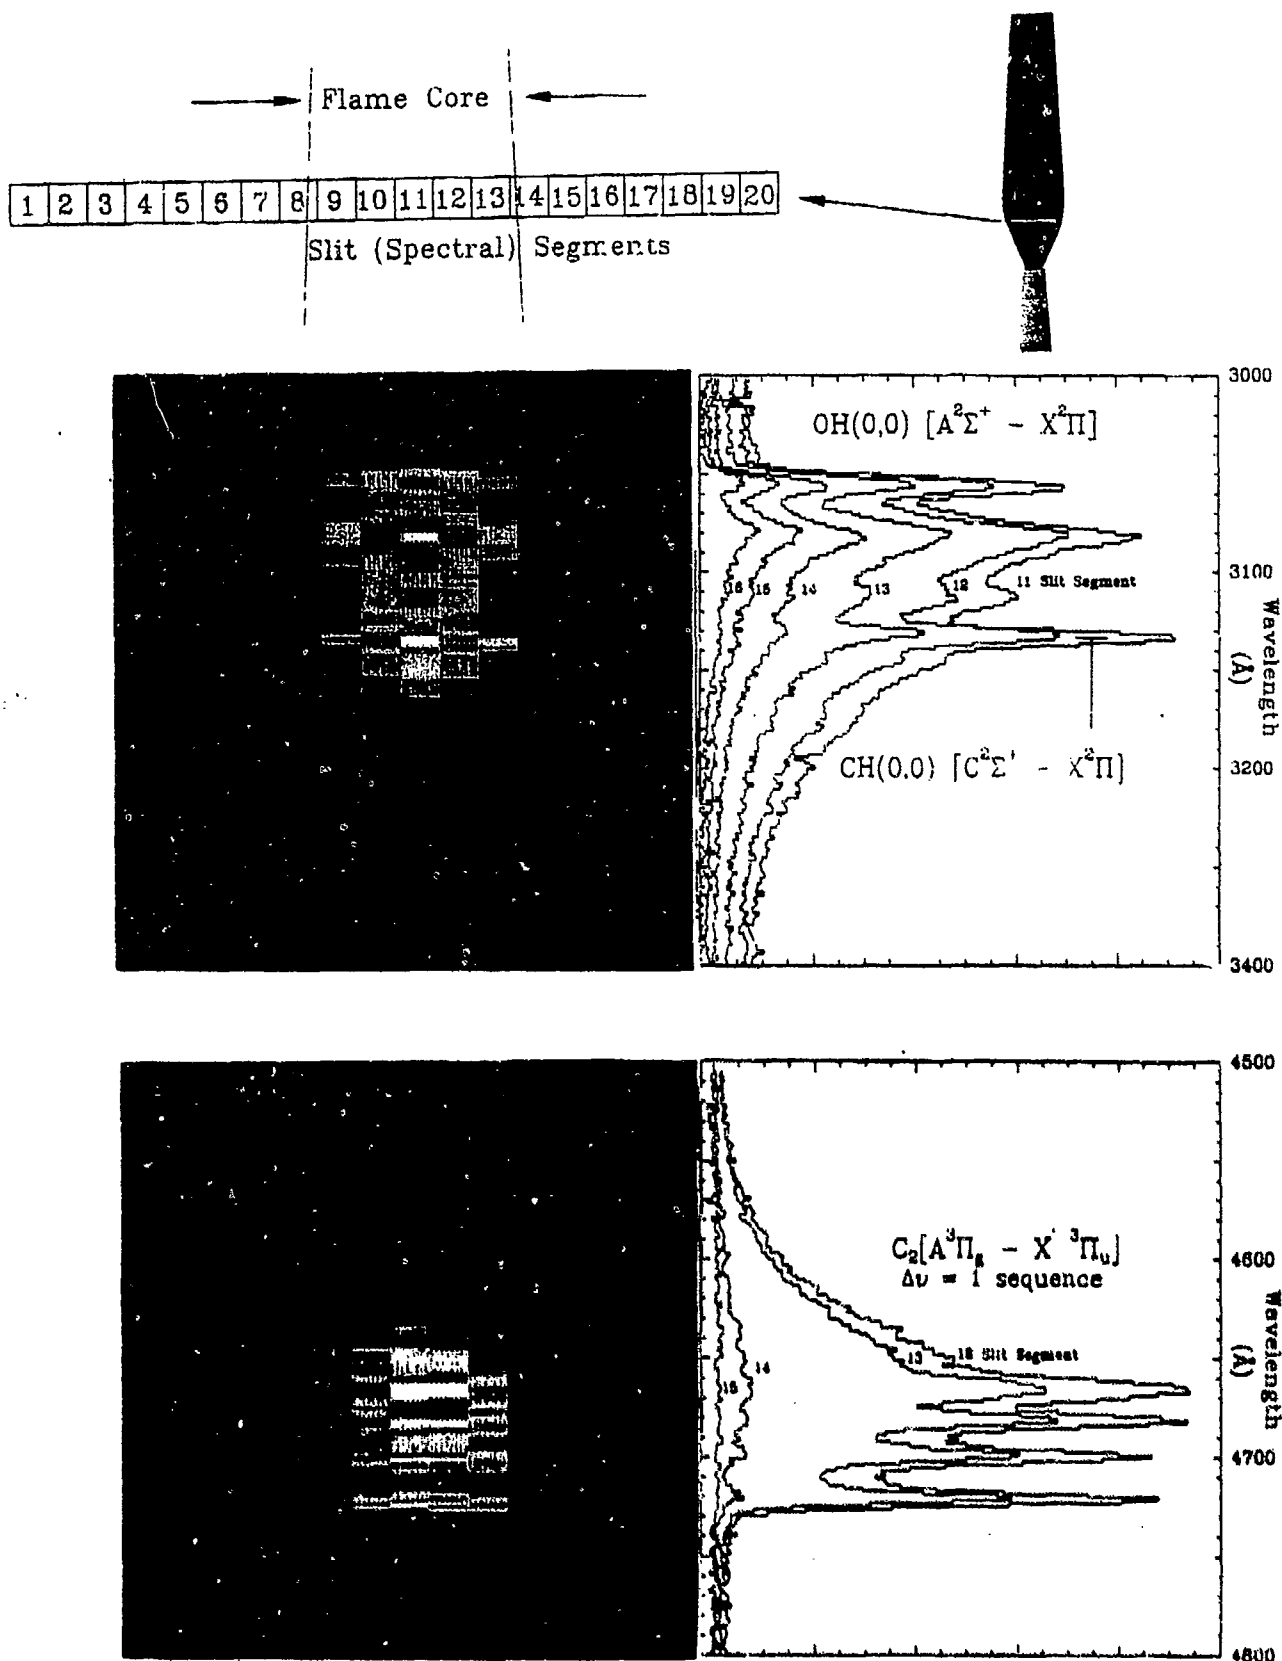 Flame Core
1 2 3 4 5 6 7 8 9 10 11 12 13 14 15 16 17 18 19 20
Slit (Spectral) Segments
3000
OH(0,0) [A²Σ⁺ - X²Π]
16 15 14 13 12 11 Slit Segment
3100
Wavelength
(Å)
CH(0,0) [C²Σ⁺ - X²Π]
3200
3400
4500
C₂[A³Πg - X' ³Πu]
Δυ = 1 sequence
4600
15 14 13 12 Slit Segment
Wavelength
(Å)
4700
4800